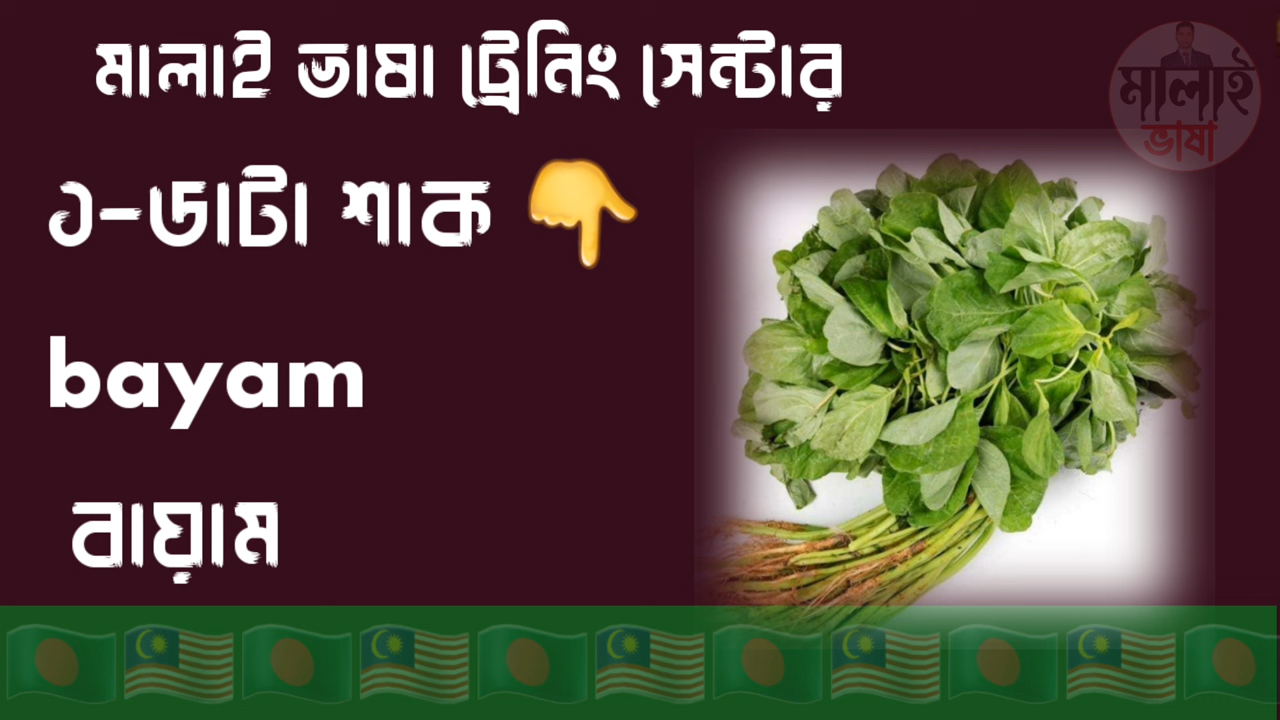 মালাই ভাষা ট্রেনিং সেন্টার
মালাই
ভাষা
১-ডাটা শাক 👇
bayam
বায়াম